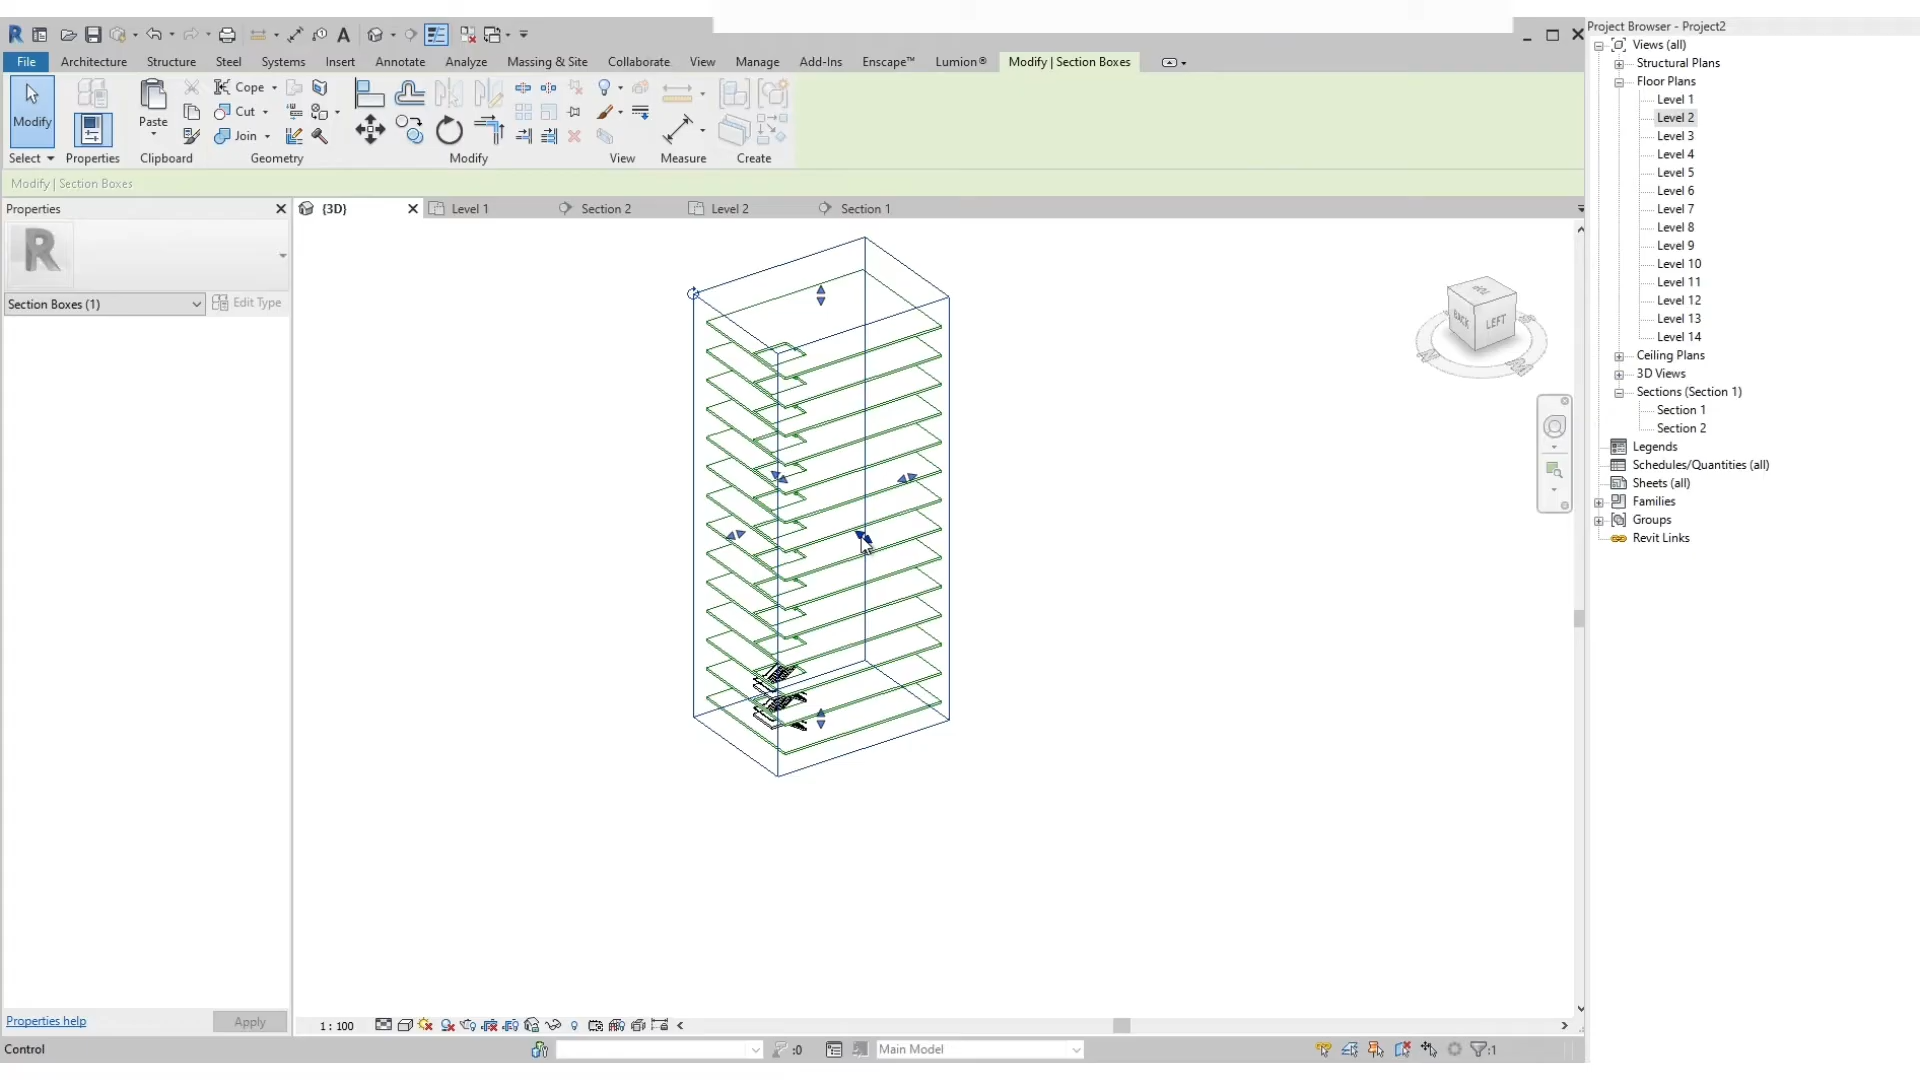 Project Browser - Project2
File Architecture Structure Steel Systems Insert Annotate Analyze Massing & Site Collaborate View Manage Add-Ins Enscape™ Lumion® Modify | Section Boxes
Modify Paste Cope Cut Join
Select Properties Clipboard Geometry Modify View Measure Create
Modify | Section Boxes
Properties
{3D} Level 1 Section 2 Level 2 Section 1
R
Section Boxes (1) Edit Type
BACK LEFT
Views (all)
Structural Plans
Floor Plans
Level 1
Level 2
Level 3
Level 4
Level 5
Level 6
Level 7
Level 8
Level 9
Level 10
Level 11
Level 12
Level 13
Level 14
Ceiling Plans
3D Views
Sections (Section 1)
Section 1
Section 2
Legends
Schedules/Quantities (all)
Sheets (all)
Families
Groups
Revit Links
Properties help Apply
1 : 100
Control :0 Main Model :1